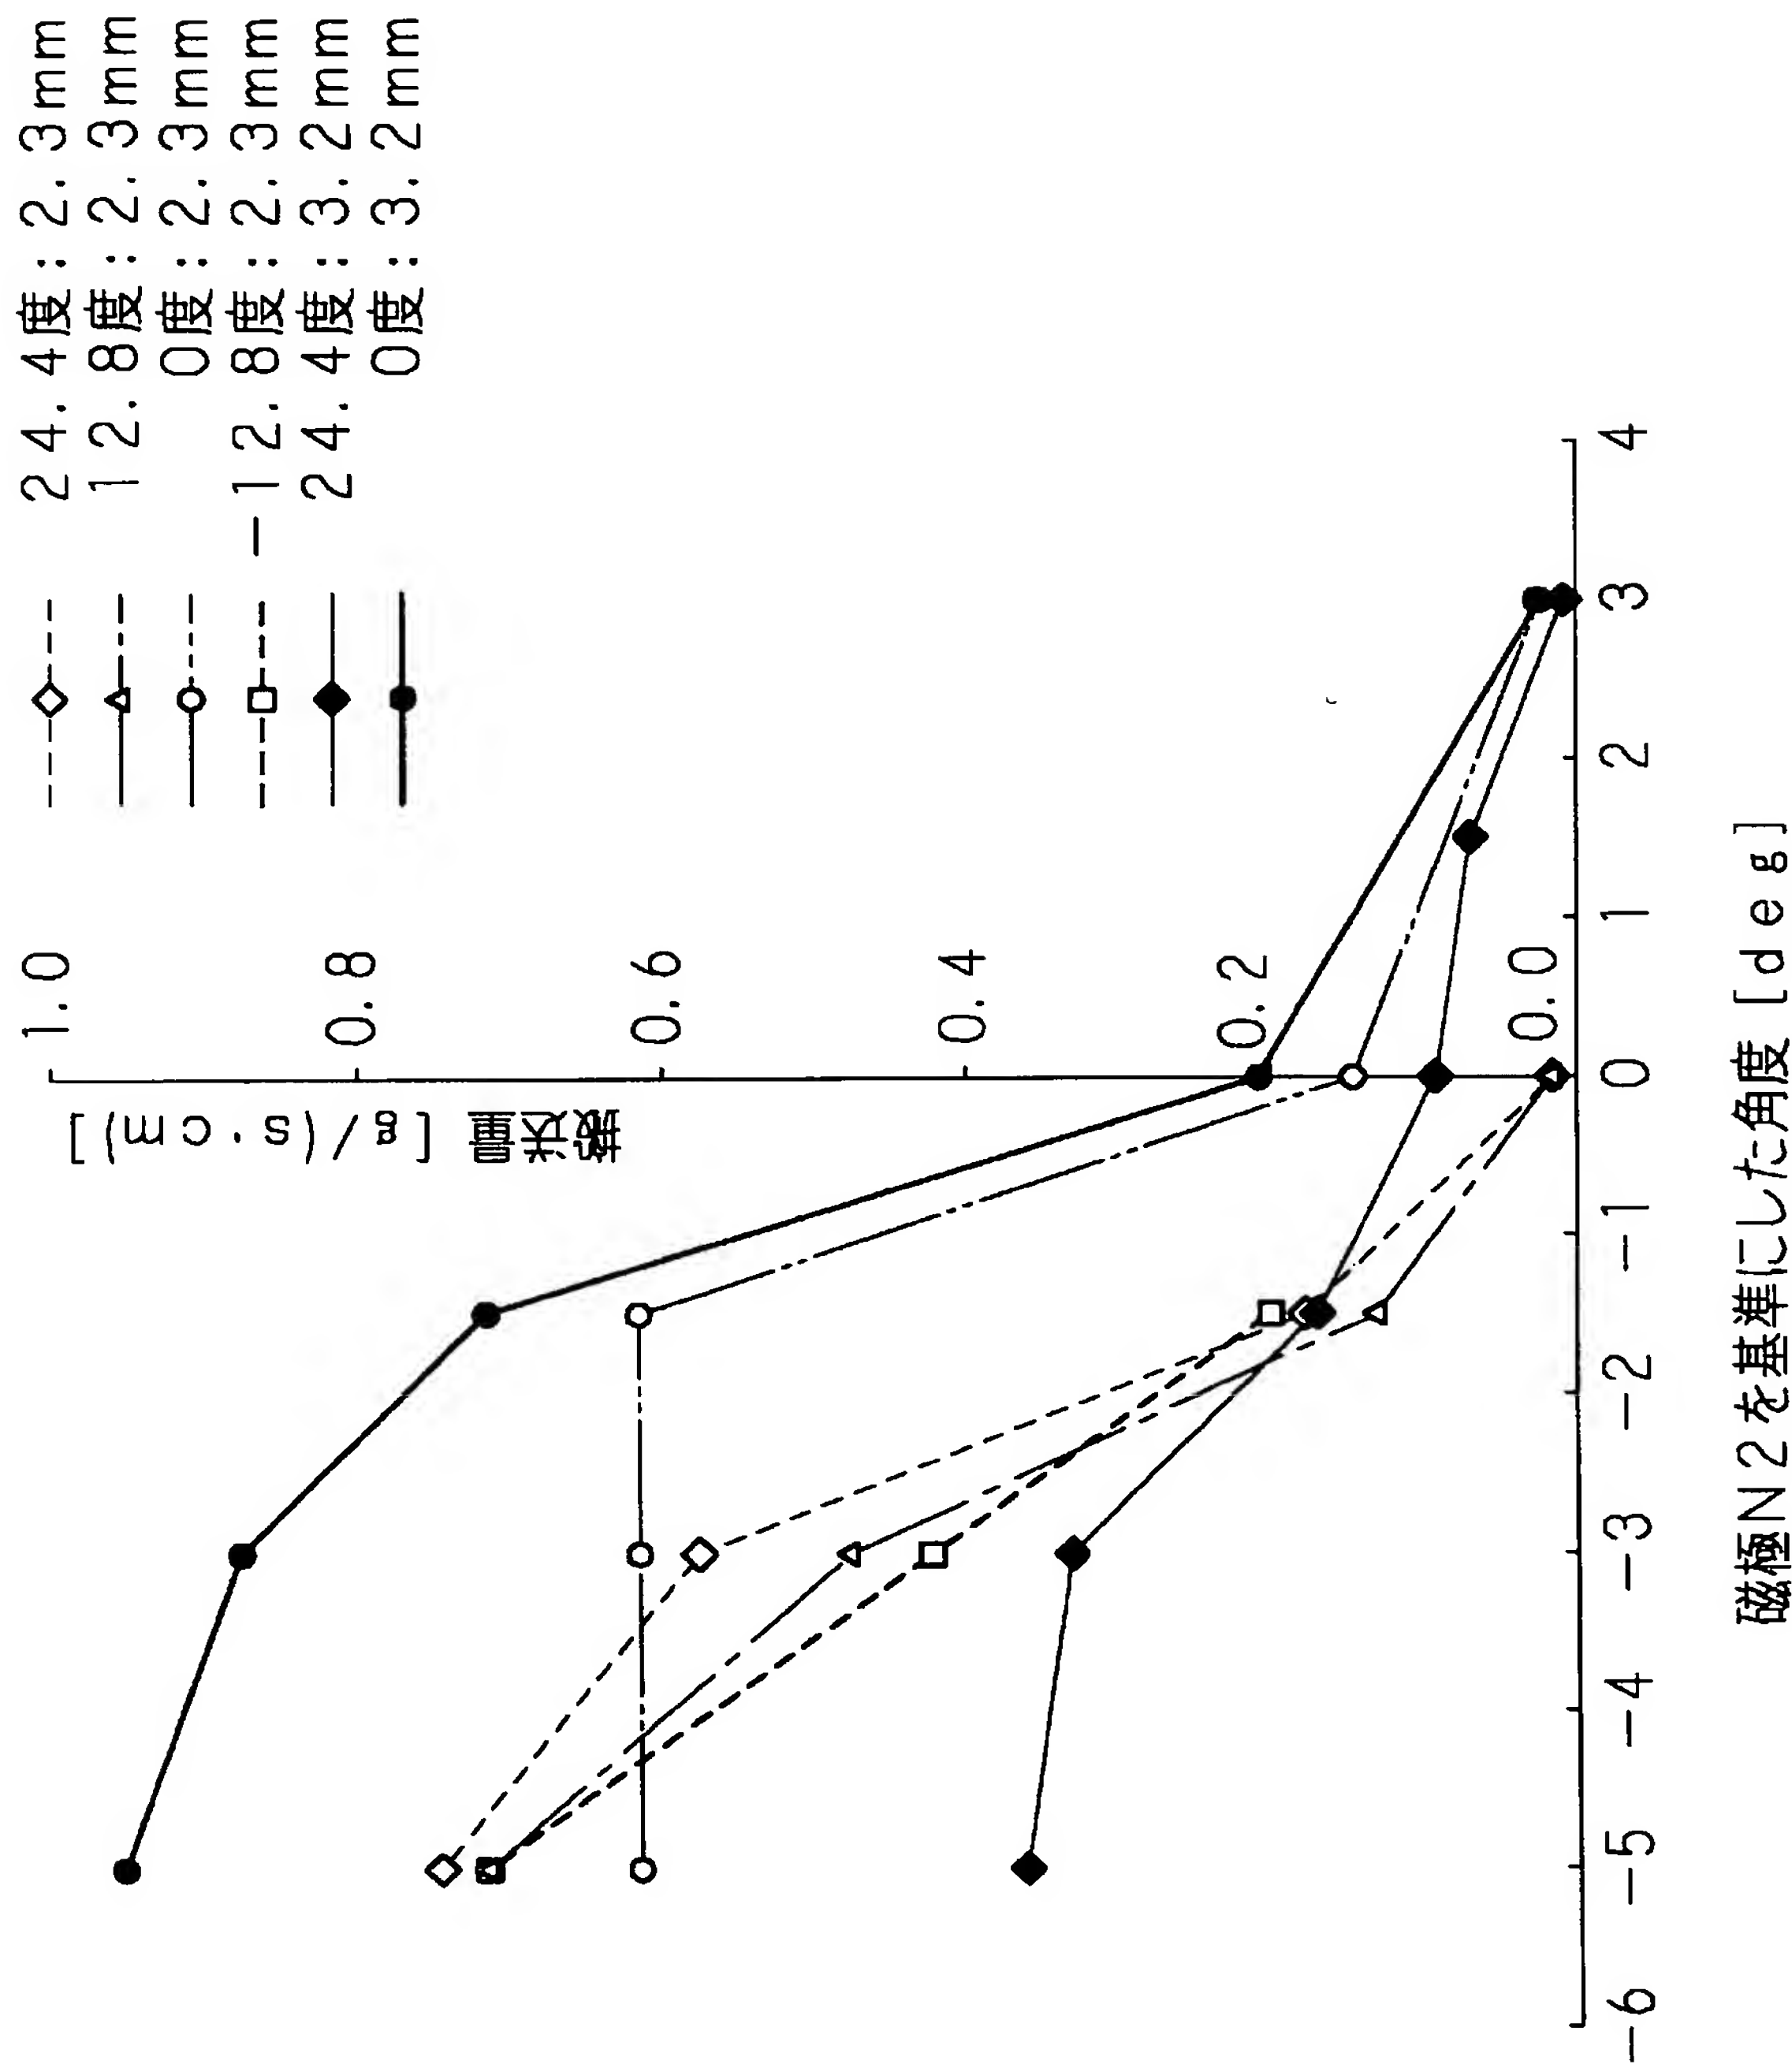 24.4度:2.3mm
12.8度:2.3mm
0度:2.3mm
-12.8度:2.3mm
24.4度:3.2mm
0度:3.2mm
搬送量 [g/(s·cm)]
1.0
0.8
0.6
0.4
0.2
0.0
-6 -5 -4 -3 -2 -1 0 1 2 3 4
磁極N2を基準にした角度 [deg]